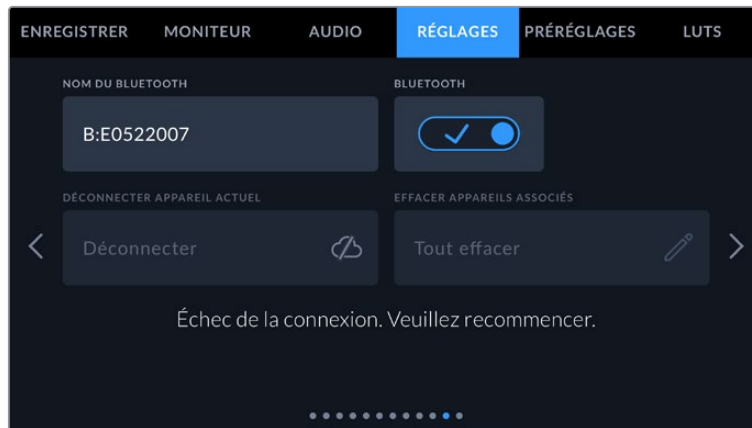 ENREGISTRER MONITEUR AUDIO RÉGLAGES PRÉRÉGLAGES LUTS
NOM DU BLUETOOTH BLUETOOTH
B:E0522007
DÉCONNECTER APPAREIL ACTUEL EFFACER APPAREILS ASSOCIÉS
Déconnecter Tout effacer
Échec de la connexion. Veuillez recommencer.